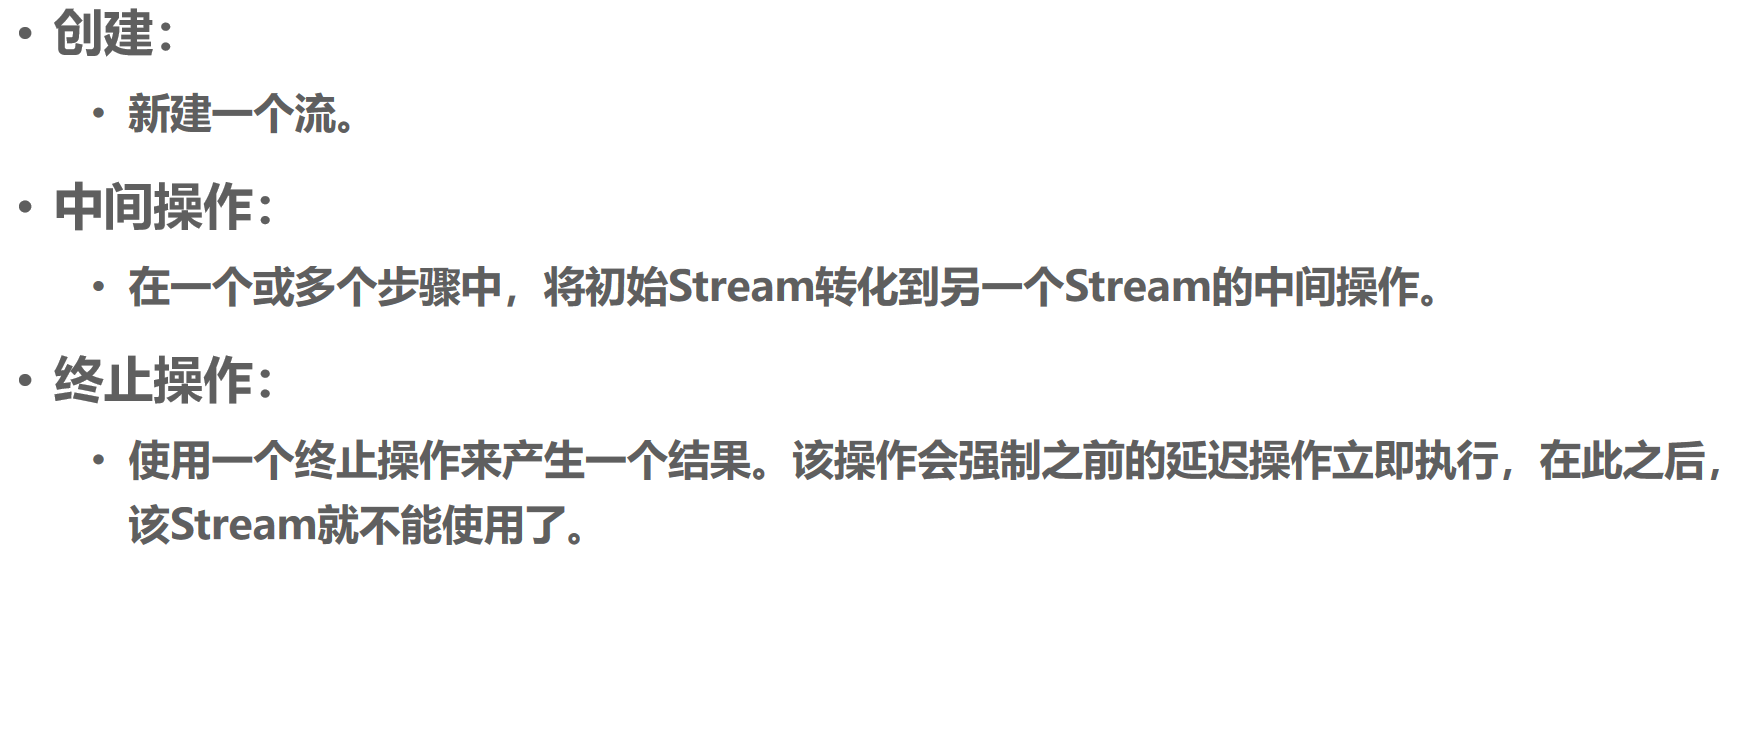 • 创建：
• 新建一个流。
• 中间操作：
• 在一个或多个步骤中，将初始Stream转化到另一个Stream的中间操作。
• 终止操作：
• 使用一个终止操作来产生一个结果。该操作会强制之前的延迟操作立即执行，在此之后，
该Stream就不能使用了。